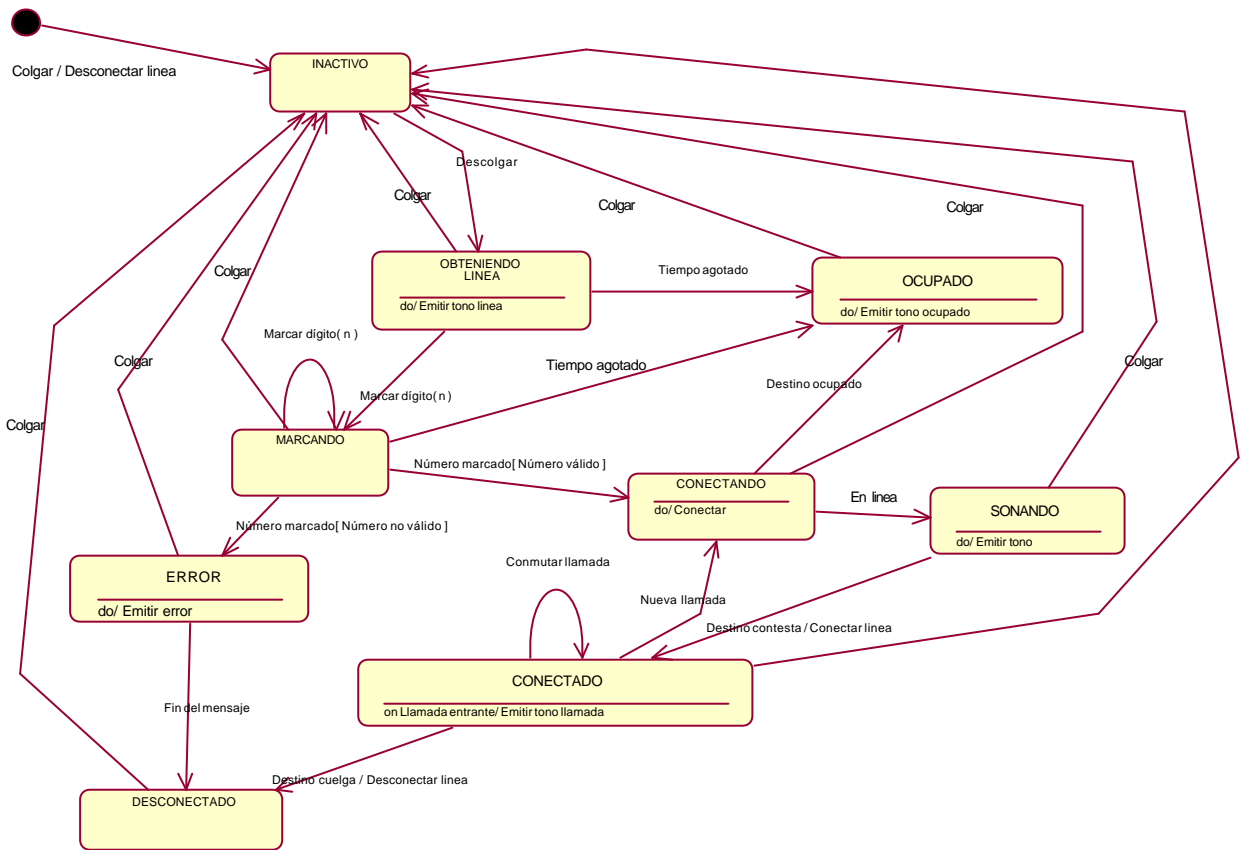 Colgar / Desconectar linea
INACTIVO
Descolgar
Colgar
Colgar
Colgar
OBTENIENDO
LINEA
do/ Emitir tono linea
Tiempo agotado
OCUPADO
do/ Emitir tono ocupado
Colgar
Marcar dígito( n )
Colgar
Tiempo agotado
Destino ocupado
Colgar
Marcar dígito( n )
Colgar
MARCANDO
Número marcado[ Número válido ]
CONECTANDO
do/ Conectar
En linea
SONANDO
do/ Emitir tono
Número marcado[ Número no válido ]
ERROR
do/ Emitir error
Conmutar llamada
Nueva llamada
Destino contesta / Conectar linea
CONECTADO
on Llamada entrante/ Emitir tono llamada
Fin del mensaje
Destino cuelga / Desconectar linea
DESCONECTADO